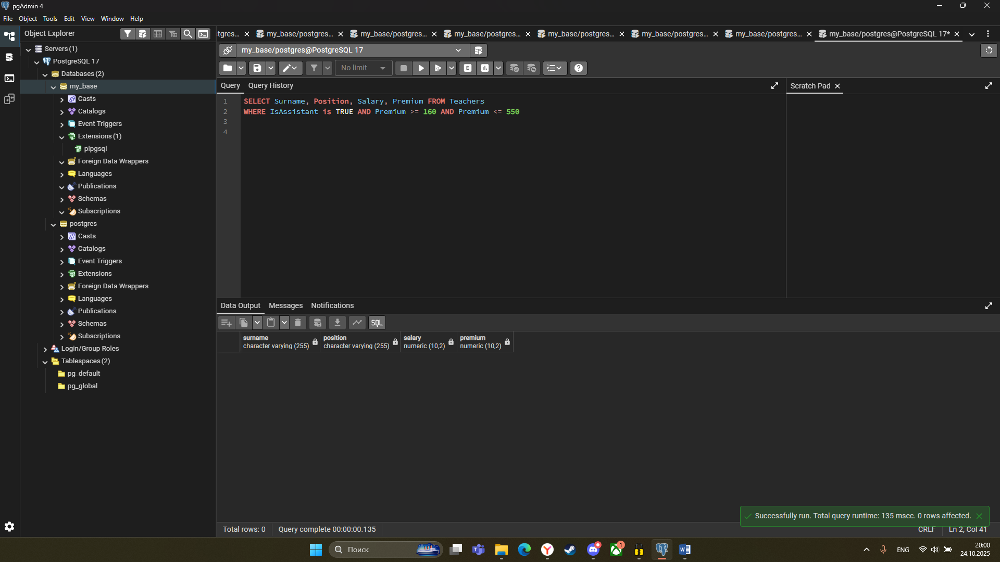 pgAdmin 4
File Object Tools Edit View Window Help
Object Explorer
Servers (1)
PostgreSQL 17
Databases (2)
my_base
Casts
Catalogs
Event Triggers
Extensions (1)
plpgsql
Foreign Data Wrappers
Languages
Publications
Schemas
Subscriptions
postgres
Casts
Catalogs
Event Triggers
Extensions
Foreign Data Wrappers
Languages
Publications
Schemas
Subscriptions
Login/Group Roles
Tablespaces (2)
pg_default
pg_global
stgres... my_base/postgres... my_base/postgres... my_base/postgres... my_base/postgres... my_base/postgres... my_base/postgres... my_base/postgres@PostgreSQL 17*
my_base/postgres@PostgreSQL 17
No limit E
Query Query History
Scratch Pad
1 SELECT Surname, Position, Salary, Premium FROM Teachers
2 WHERE IsAssistant is TRUE AND Premium >= 160 AND Premium <= 550
3
4
Data Output Messages Notifications
SQL
surname
character varying (255)
position
character varying (255)
salary
numeric (10,2)
premium
numeric (10,2)
Successfully run. Total query runtime: 135 msec. 0 rows affected.
Total rows: 0 Query complete 00:00:00.135 CRLF Ln 2, Col 41
Поиск
1
ENG
20:00
24.10.2025